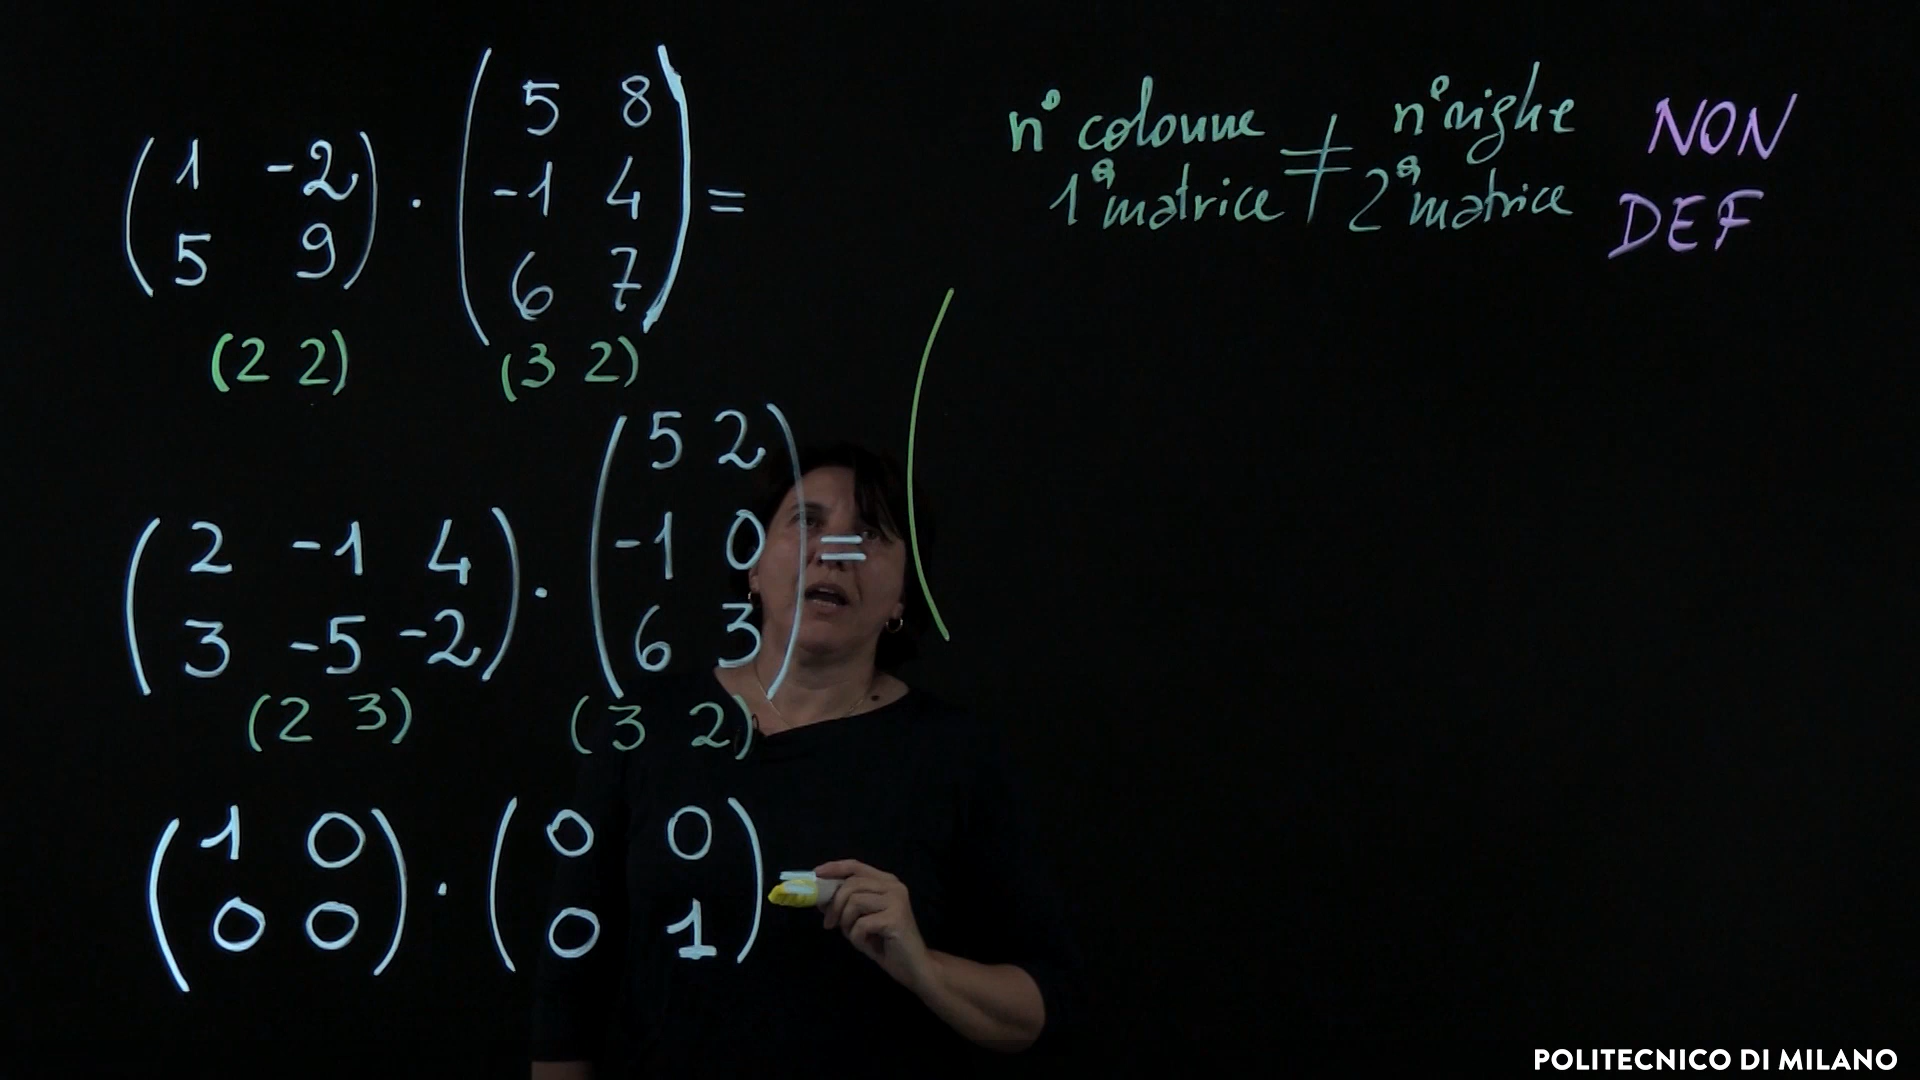 ( 1 -2 ) · ( 5 8 ) =
( 5 9 ) ( -1 4 )
( 6 7 )
(2 2) (3 2)
n° colonne ≠ n° righe NON
1ª matrice 2ª matrice DEF
( 2 -1 4 ) · ( 5 2 ) = (
( 3 -5 -2 ) ( -1 0 )
( 6 3 )
(2 3) (3 2)
( 1 0 ) · ( 0 0 ) =
( 0 0 ) ( 0 1 )
POLITECNICO DI MILANO